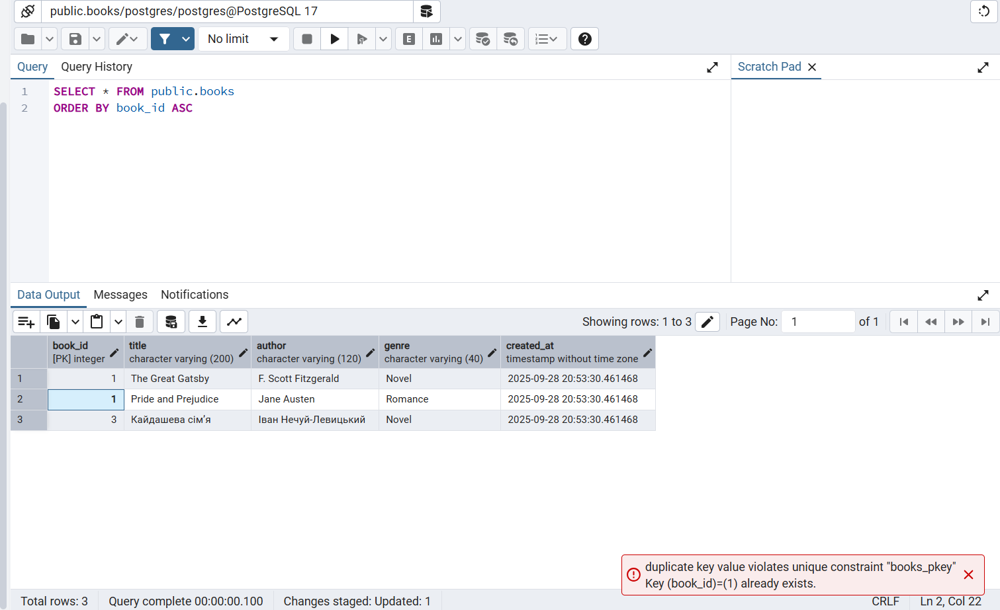 public.books/postgres/postgres@PostgreSQL 17
No limit
E
Query Query History
Scratch Pad
1 SELECT * FROM public.books
2 ORDER BY book_id ASC
Data Output Messages Notifications
Showing rows: 1 to 3 Page No: 1 of 1
book_id title author genre created_at
[PK] integer character varying (200) character varying (120) character varying (40) timestamp without time zone
1 1 The Great Gatsby F. Scott Fitzgerald Novel 2025-09-28 20:53:30.461468
2 1 Pride and Prejudice Jane Austen Romance 2025-09-28 20:53:30.461468
3 3 Кайдашева сім’я Іван Нечуй-Левицький Novel 2025-09-28 20:53:30.461468
duplicate key value violates unique constraint "books_pkey"
Key (book_id)=(1) already exists.
Total rows: 3 Query complete 00:00:00.100 Changes staged: Updated: 1 CRLF Ln 2, Col 22